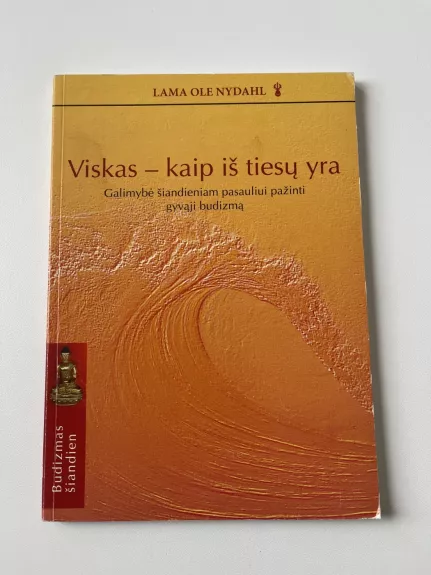 LAMA OLE NYDAHL
Viskas – kaip iš tiesų yra
Galimybė šiandieniam pasauliui pažinti
gyvąjį budizmą
Budizmas
šiandien